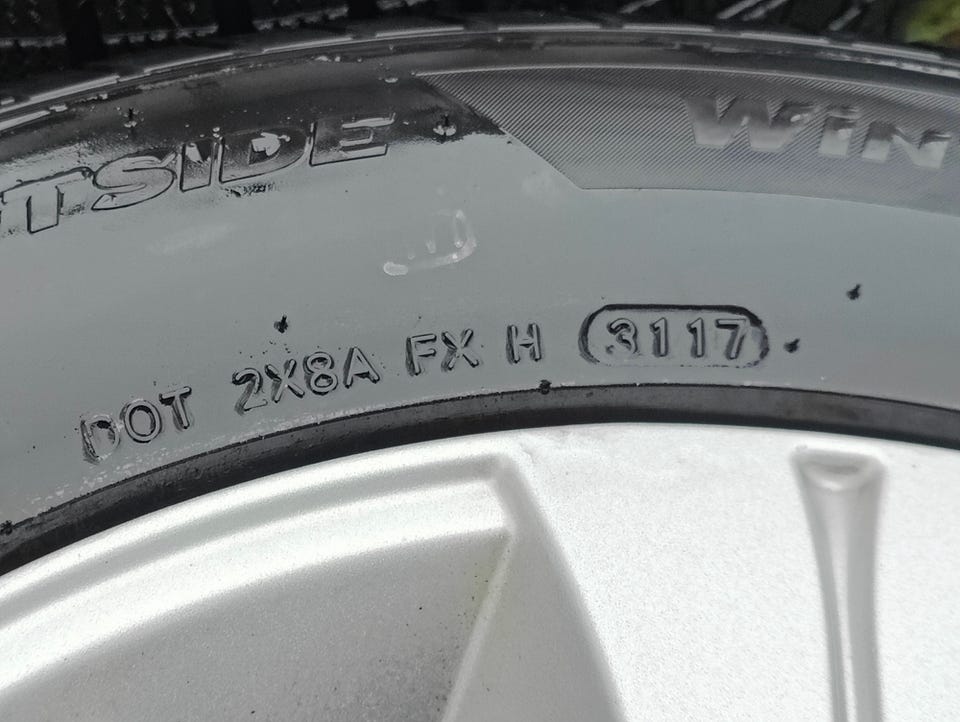 TSIDE
WiN
DOT 2X8A FX H 3117